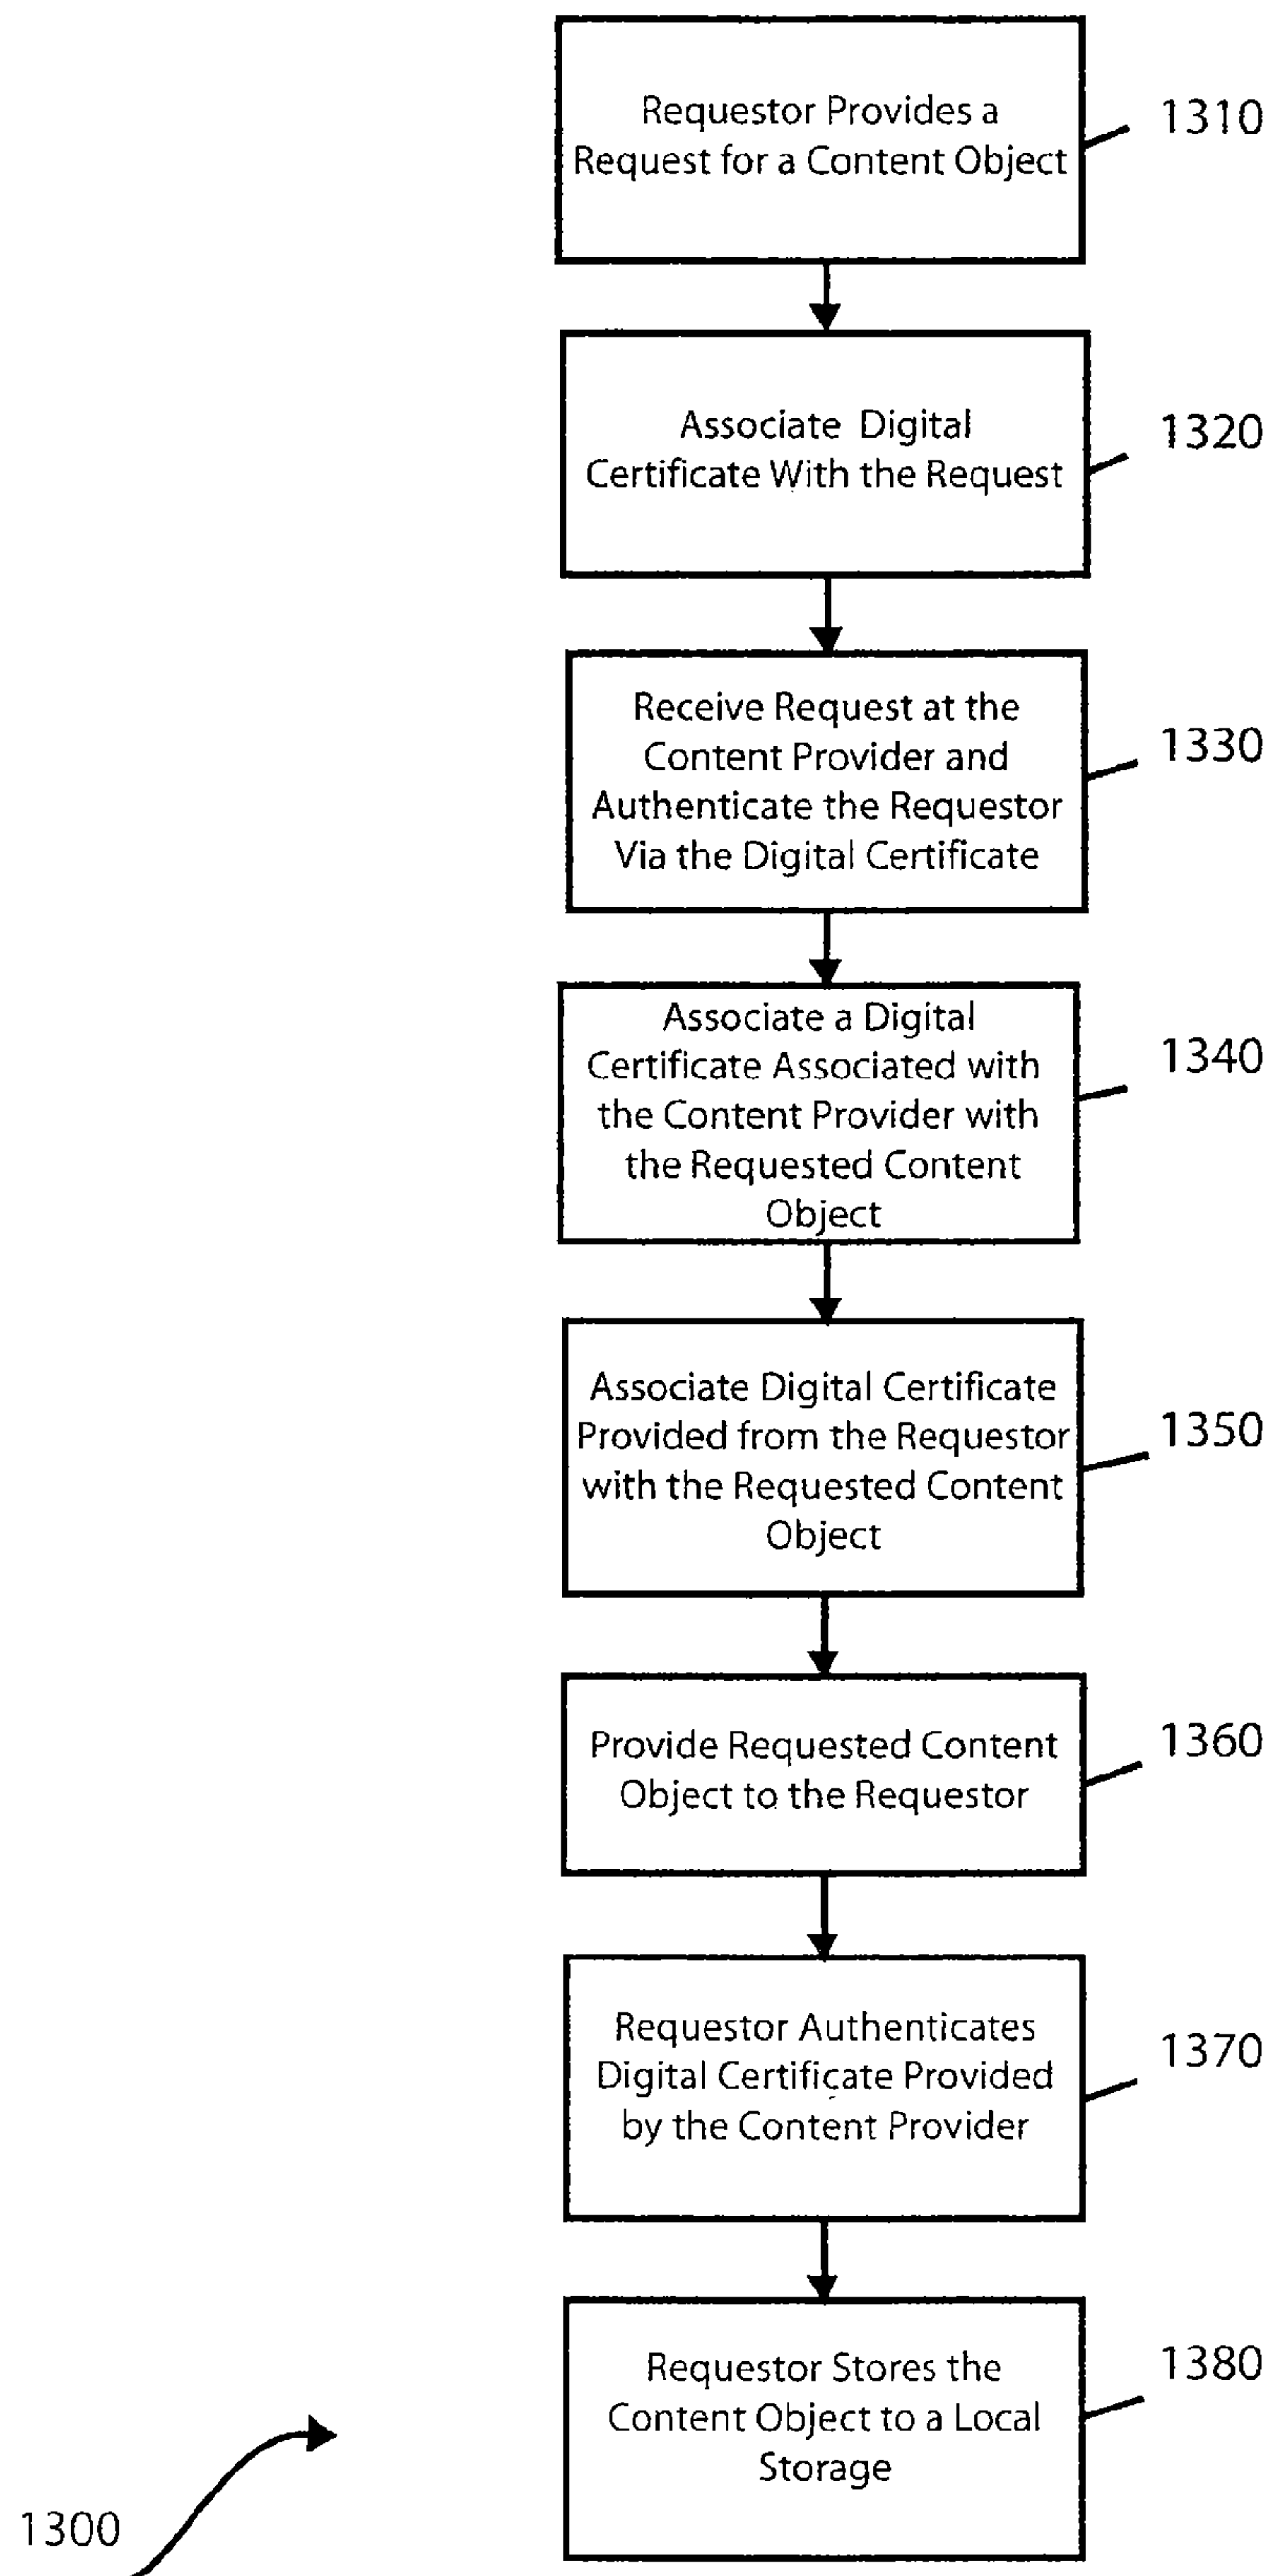 Requestor Provides a
Request for a Content Object
1310
Associate Digital
Certificate With the Request
1320
Receive Request at the
Content Provider and
Authenticate the Requestor
Via the Digital Certificate
1330
Associate a Digital
Certificate Associated with
the Content Provider with
the Requested Content
Object
1340
Associate Digital Certificate
Provided from the Requestor
with the Requested Content
Object
1350
Provide Requested Content
Object to the Requestor
1360
Requestor Authenticates
Digital Certificate Provided
by the Content Provider
1370
Requestor Stores the
Content Object to a Local
Storage
1380
1300